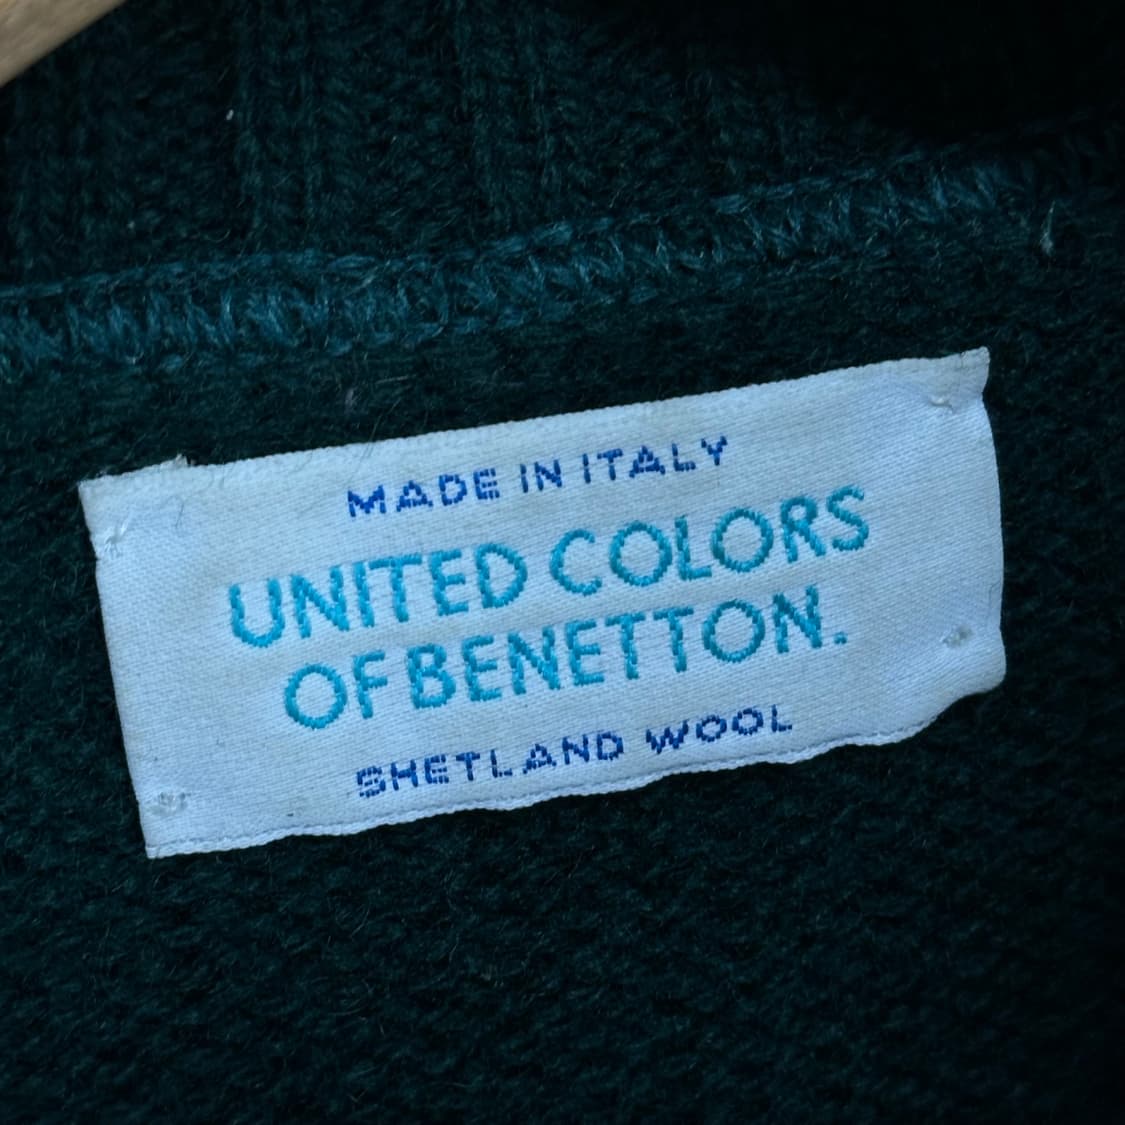 MADE IN ITALY
UNITED COLORS
OF BENETTON.
SHETLAND WOOL